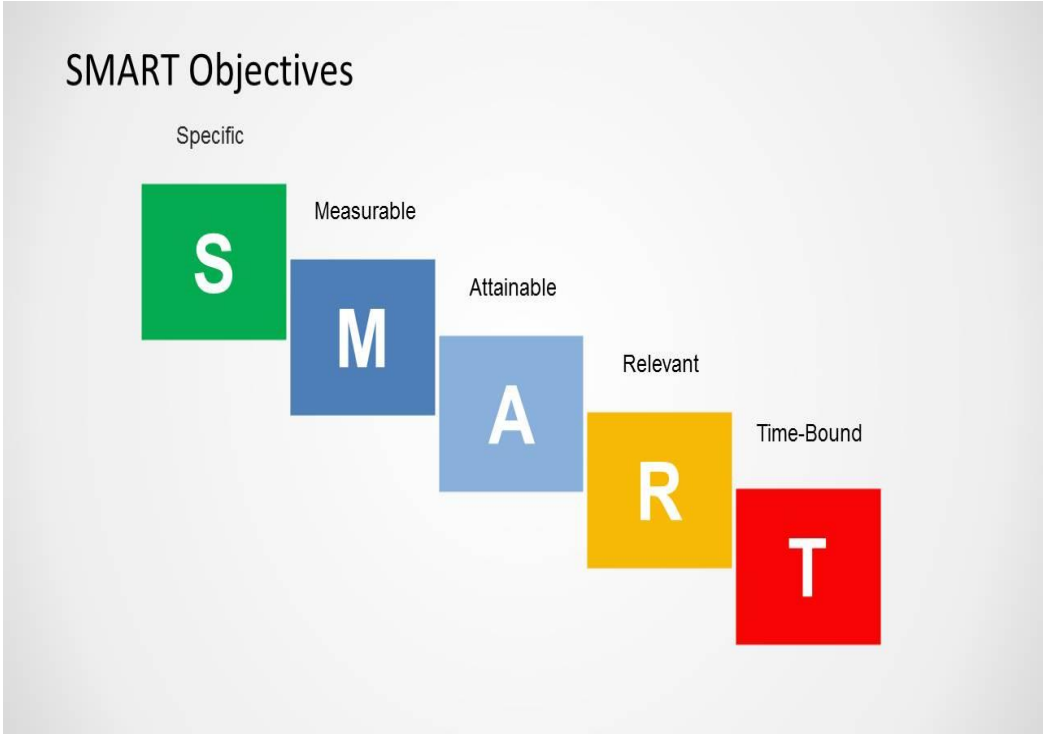 SMART Objectives
Specific
S
Measurable
M
Attainable
A
Relevant
R
Time-Bound
T